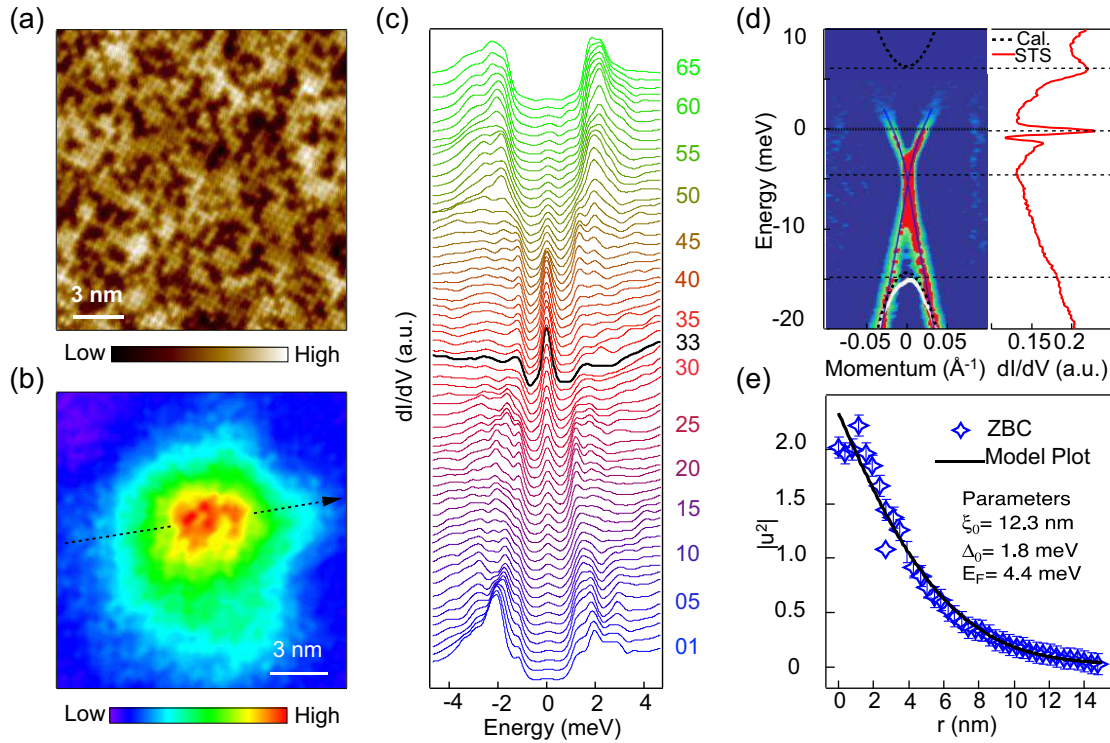 (a)
3 nm
Low High
(b)
3 nm
Low High
(c)
dI/dV (a.u.)
65
60
55
50
45
40
35
33
30
25
20
15
10
05
01
-4 -2 0 2 4
Energy (meV)
(d)
Cal.
STS
Energy (meV)
10
0
-10
-20
-0.05 0 0.05
0.15 0.2
Momentum (Å⁻¹) dI/dV (a.u.)
(e)
ZBC
Model Plot
Parameters
ξ₀= 12.3 nm
Δ₀= 1.8 meV
E_F= 4.4 meV
|u²|
2.0
1.5
1.0
0.5
0
0 2 4 6 8 10 12 14
r (nm)